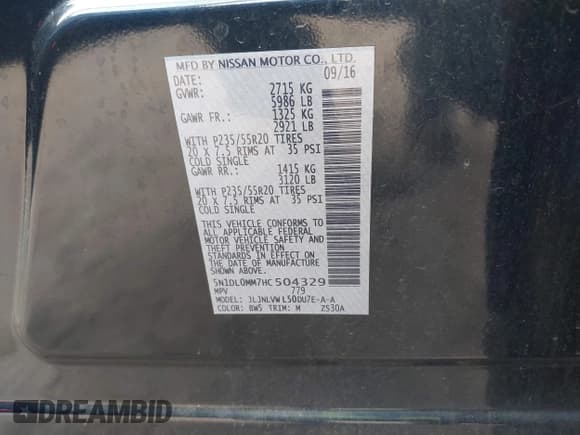 MFD BY NISSAN MOTOR CO., LTD.
DATE: 09/16
GVWR: 2715 KG
5986 LB
GAWR FR.: 1325 KG
2921 LB
WITH P235/55R20 TIRES
20 X 7.5 RIMS AT 35 PSI
COLD SINGLE
GAWR RR.: 1415 KG
3120 LB
WITH P235/55R20 TIRES
20 X 7.5 RIMS AT 35 PSI
COLD SINGLE
THIS VEHICLE CONFORMS TO
ALL APPLICABLE FEDERAL
MOTOR VEHICLE SAFETY AND
THEFT PREVENTION
STANDARDS IN EFFECT ON
THE DATE OF MANUFACTURE
SHOWN ABOVE.
5N1DL0MM7HC504329
MPV 779
MODEL: JLJNLVWL50DU7E-A-A
COLOR: BW5 TRIM: M ZS30A
DREAMBID